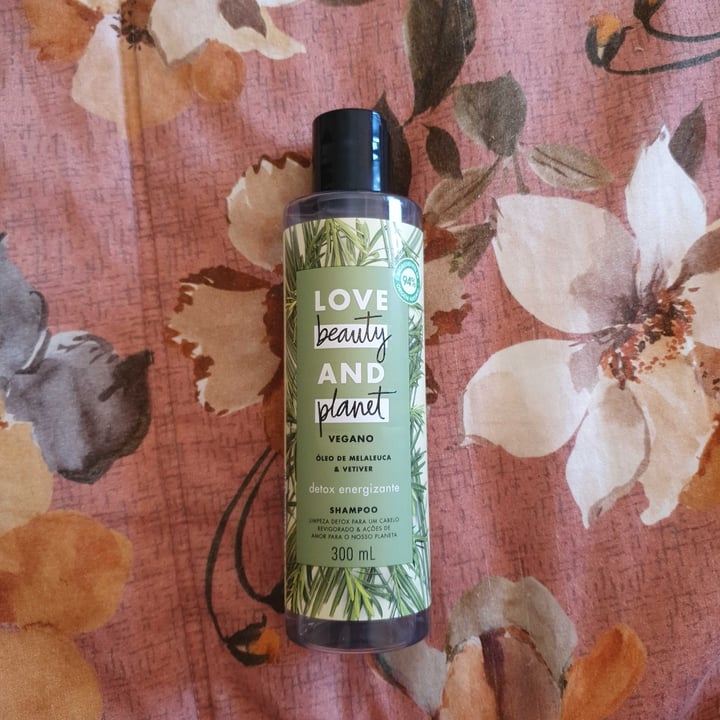 LOVE
beauty
AND
planet
VEGANO
ÓLEO DE MELALEUCA
& VETIVER
detox energizante
SHAMPOO
LIMPEZA DETOX PARA UM CABELO
REVIGORADO & AÇÕES DE
AMOR PARA O NOSSO PLANETA
300 mL
94%